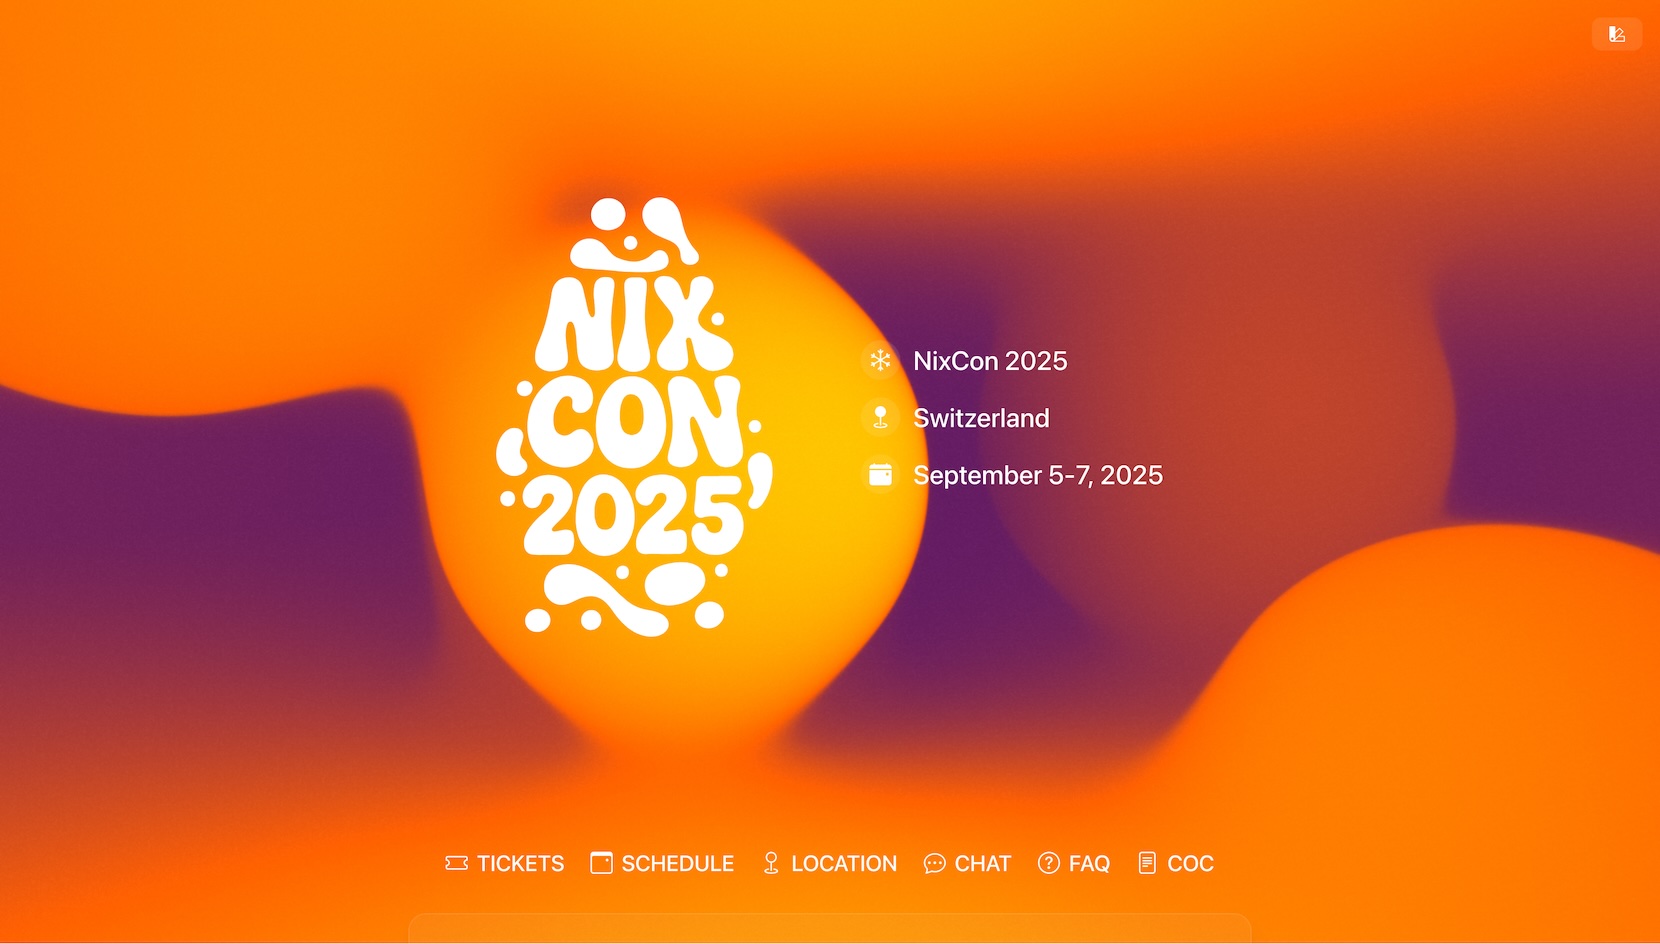 NIX
CON
2025
NixCon 2025
Switzerland
September 5-7, 2025
TICKETS SCHEDULE LOCATION CHAT FAQ COC